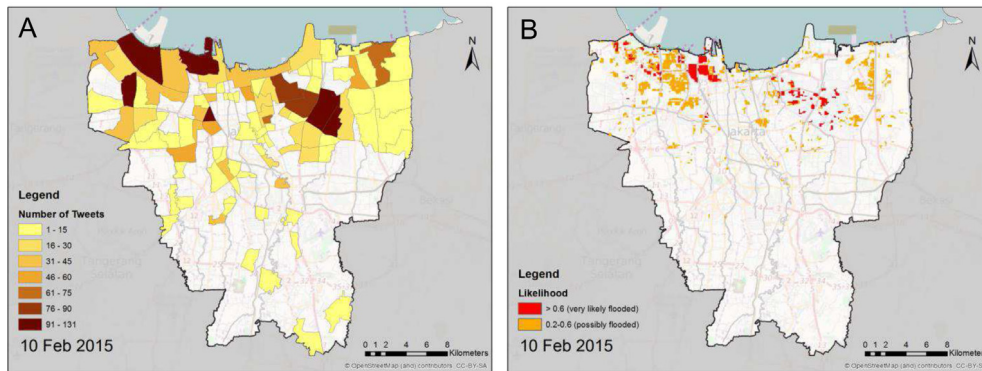 A
N
Legend
Number of Tweets
1 - 15
16 - 30
31 - 45
46 - 60
61 - 75
76 - 90
91 - 131
10 Feb 2015
0 1 2 4 6 8
Kilometers
© OpenStreetMap (and) contributors, CC-BY-SA
B
N
Jakarta
Legend
Likelihood
> 0.6 (very likely flooded)
0.2-0.6 (possibly flooded)
10 Feb 2015
0 1 2 4 6 8
Kilometers
© OpenStreetMap (and) contributors, CC-BY-SA